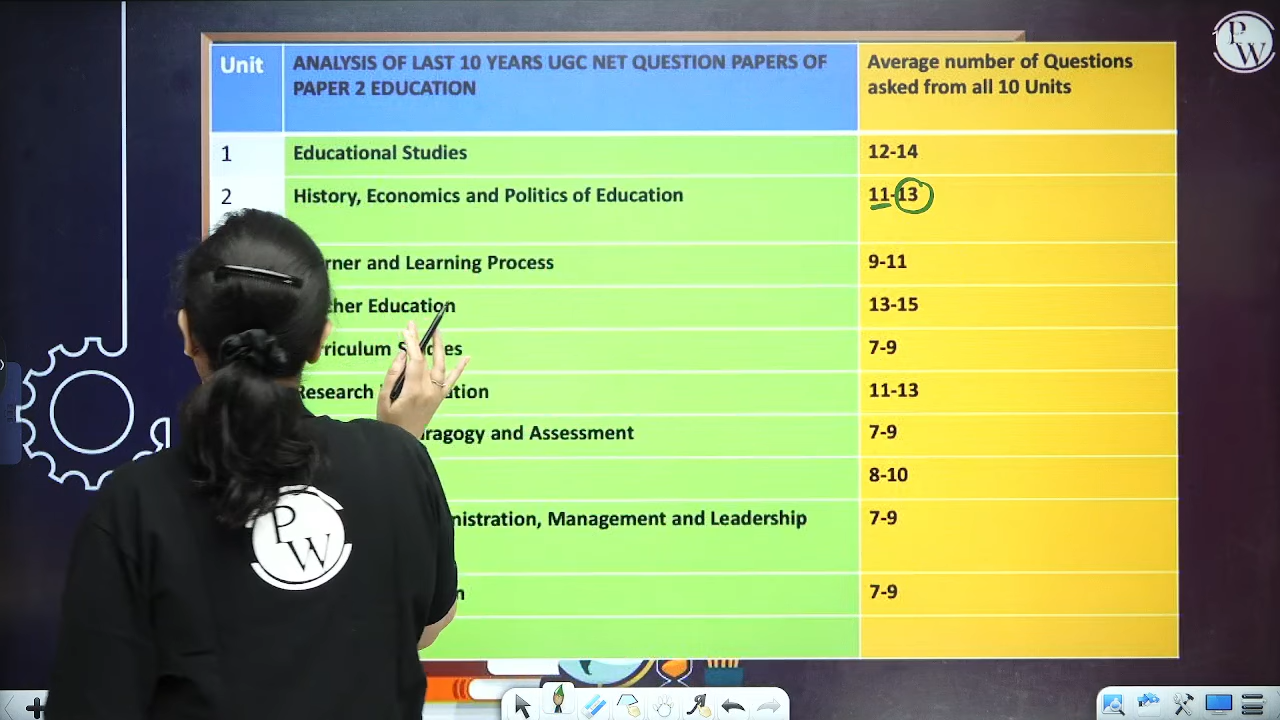 Unit ANALYSIS OF LAST 10 YEARS UGC NET QUESTION PAPERS OF Average number of Questions
PAPER 2 EDUCATION asked from all 10 Units
1 Educational Studies 12-14
2 History, Economics and Politics of Education 11-13
rner and Learning Process 9-11
cher Education 13-15
rriculum 7-9
Research 11-13
ragogy and Assessment 7-9
8-10
nistration, Management and Leadership 7-9
n 7-9
PW
PW